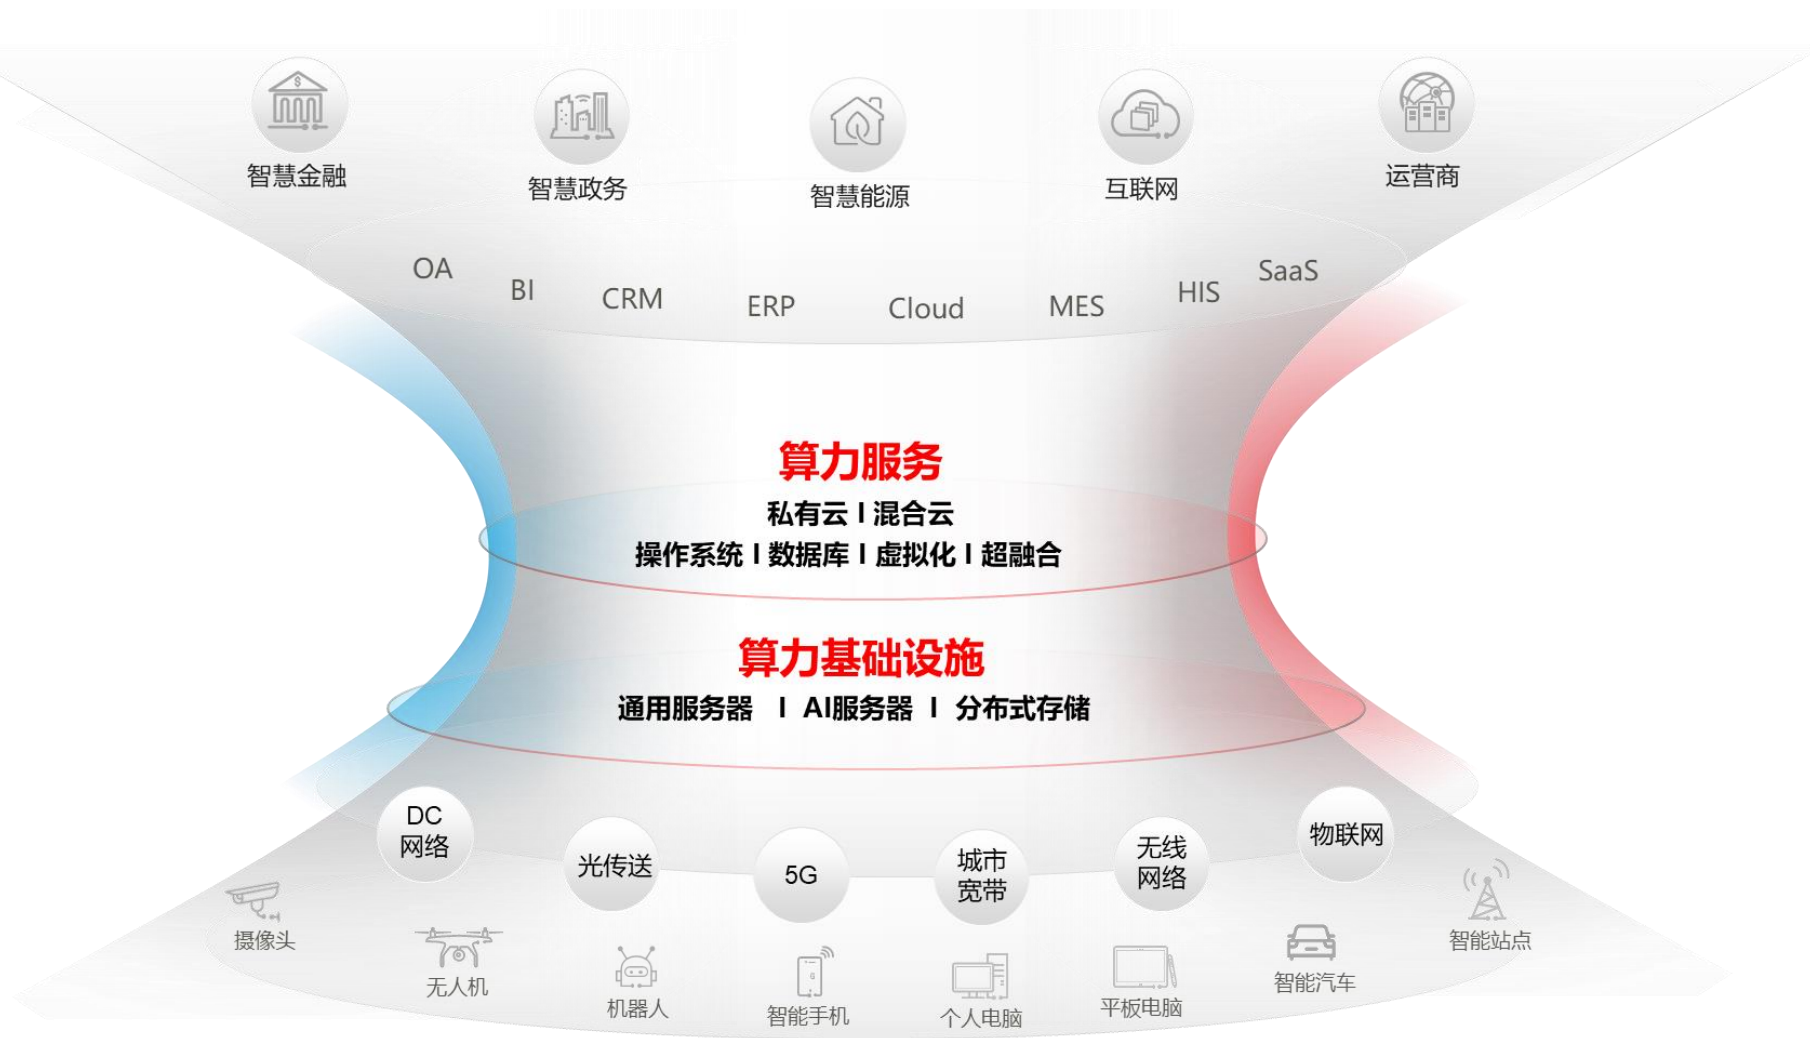 智慧金融
智慧政务
智慧能源
互联网
运营商
OA
BI
CRM
ERP
Cloud
MES
HIS
SaaS
算力服务
私有云 I 混合云
操作系统 I 数据库 I 虚拟化 I 超融合
算力基础设施
通用服务器 I AI服务器 I 分布式存储
DC
网络
光传送
5G
城市
宽带
无线
网络
物联网
摄像头
无人机
机器人
智能手机
个人电脑
平板电脑
智能汽车
智能站点